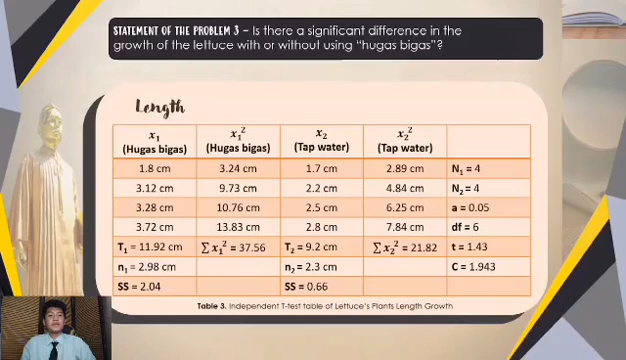 STATEMENT OF THE PROBLEM 3 – Is there a significant difference in the
growth of the lettuce with or without using “hugas bigas”?
Length
x₁ (Hugas bigas) x₁² (Hugas bigas) x₂ (Tap water) x₂² (Tap water)
1.8 cm 3.24 cm 1.7 cm 2.89 cm N₁ = 4
3.12 cm 9.73 cm 2.2 cm 4.84 cm N₂ = 4
3.28 cm 10.76 cm 2.5 cm 6.25 cm a = 0.05
3.72 cm 13.83 cm 2.8 cm 7.84 cm df = 6
T₁ = 11.92 cm ∑x₁² = 37.56 T₂ = 9.2 cm ∑x₂² = 21.82 t = 1.43
n₁ = 2.98 cm n₂ = 2.3 cm C = 1.943
SS = 2.04 SS = 0.66
Table 3. Independent T-test table of Lettuce's Plants Length Growth